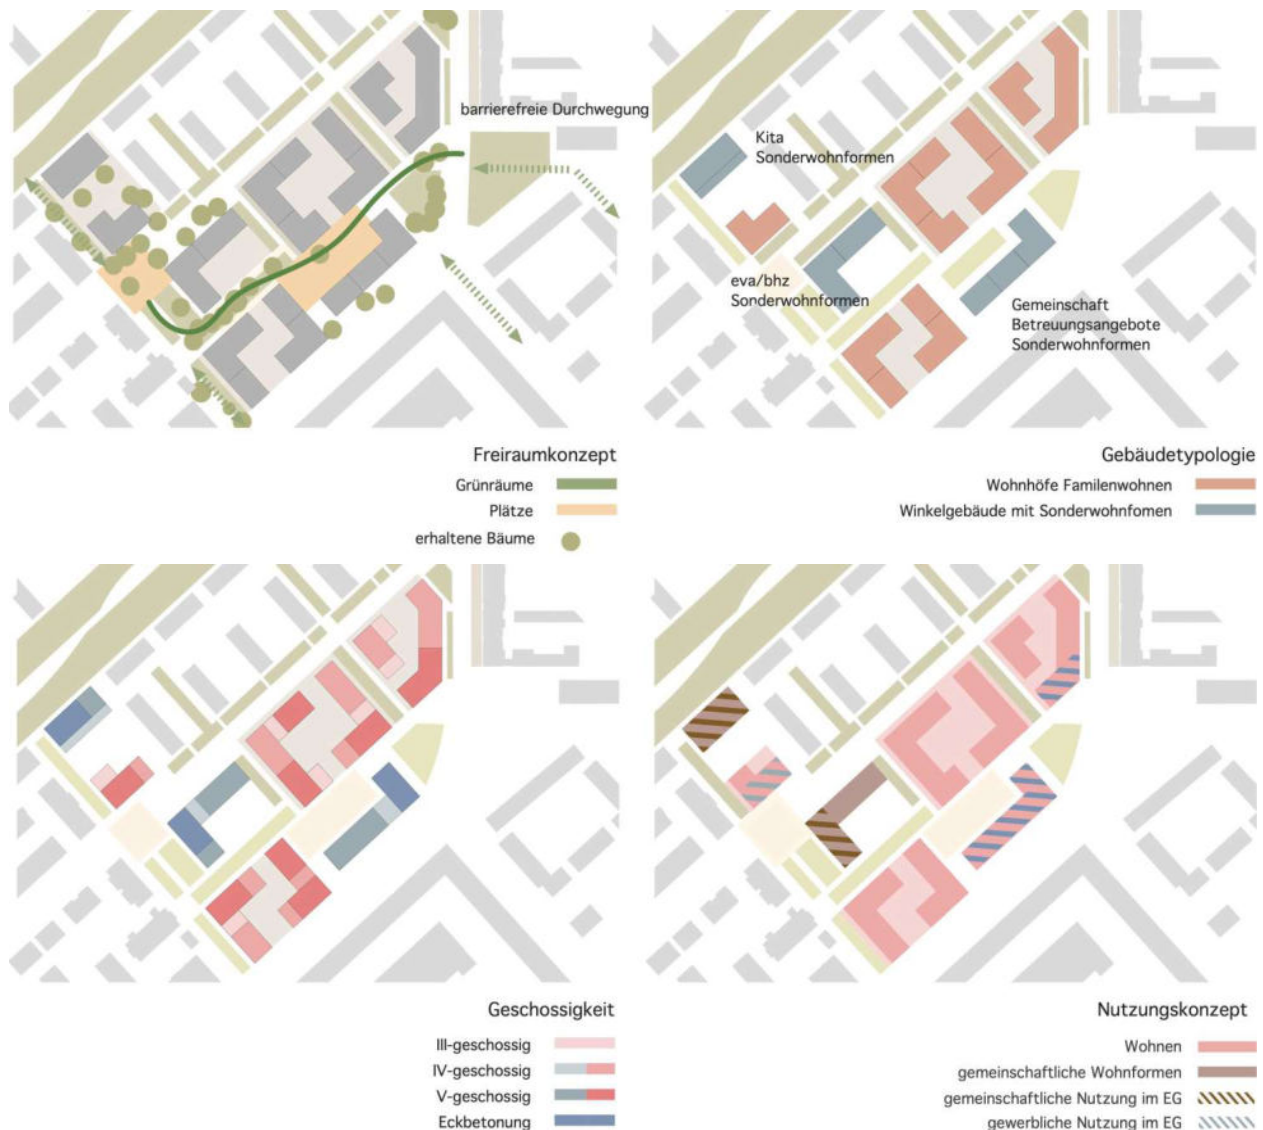 barrierefreie Durchwegung
Freiraumkonzept
Grünräume
Plätze
erhaltene Bäume
Kita
Sonderwohnformen
eva/bhz
Sonderwohnformen
Gemeinschaft
Betreuungsangebote
Sonderwohnformen
Gebäudetypologie
Wohnhöfe Familenwohnen
Winkelgebäude mit Sonderwohnfomen
Geschossigkeit
III-geschossig
IV-geschossig
V-geschossig
Eckbetonung
Nutzungskonzept
Wohnen
gemeinschaftliche Wohnformen
gemeinschaftliche Nutzung im EG
gewerbliche Nutzung im EG